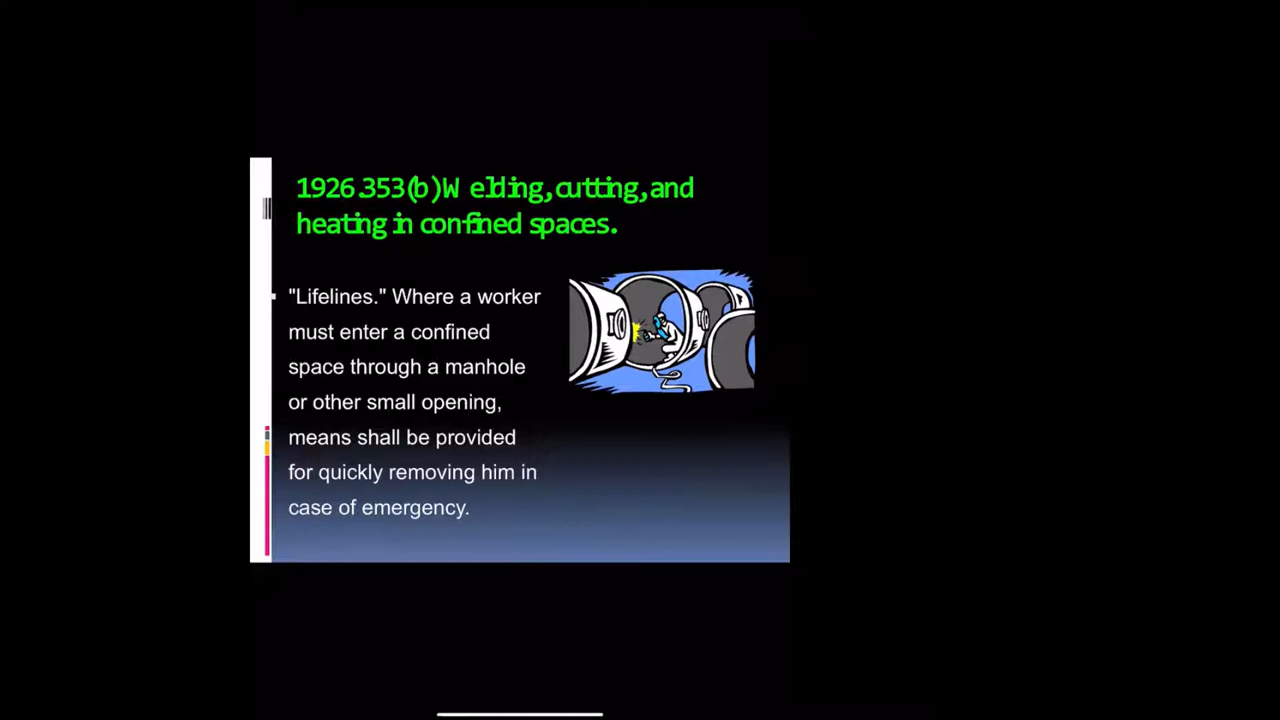 1926.353(b) Welding, cutting, and
heating in confined spaces.
"Lifelines." Where a worker
must enter a confined
space through a manhole
or other small opening,
means shall be provided
for quickly removing him in
case of emergency.